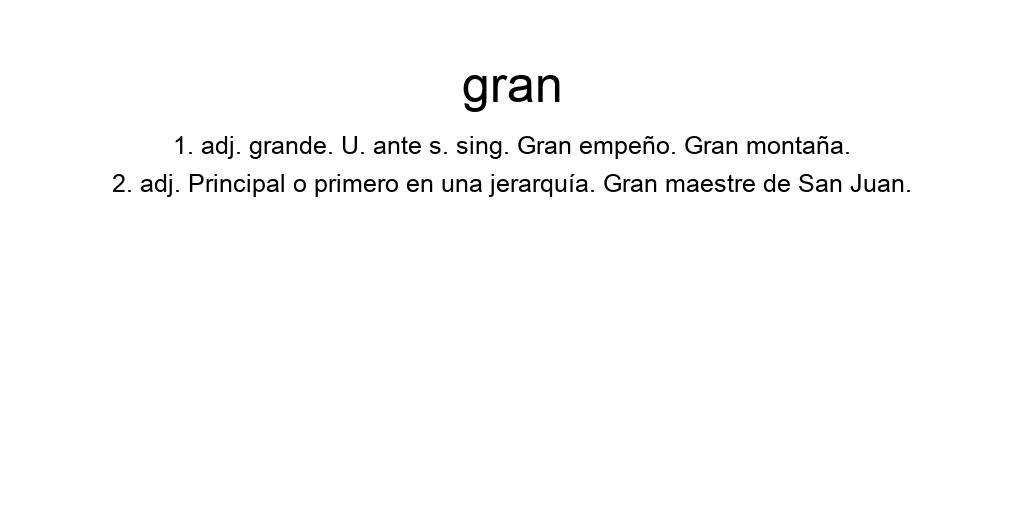 gran
1. adj. grande. U. ante s. sing. Gran empeño. Gran montaña.
2. adj. Principal o primero en una jerarquía. Gran maestre de San Juan.